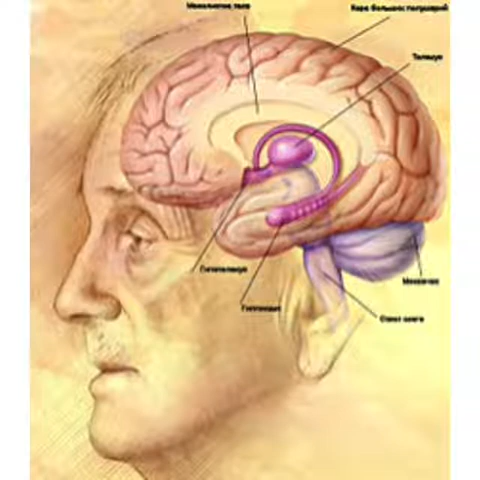 Мозолистое тело
Кора больших полушарий
Таламус
Гипоталамус
Мозжечок
Гиппокамп
Ствол мозга